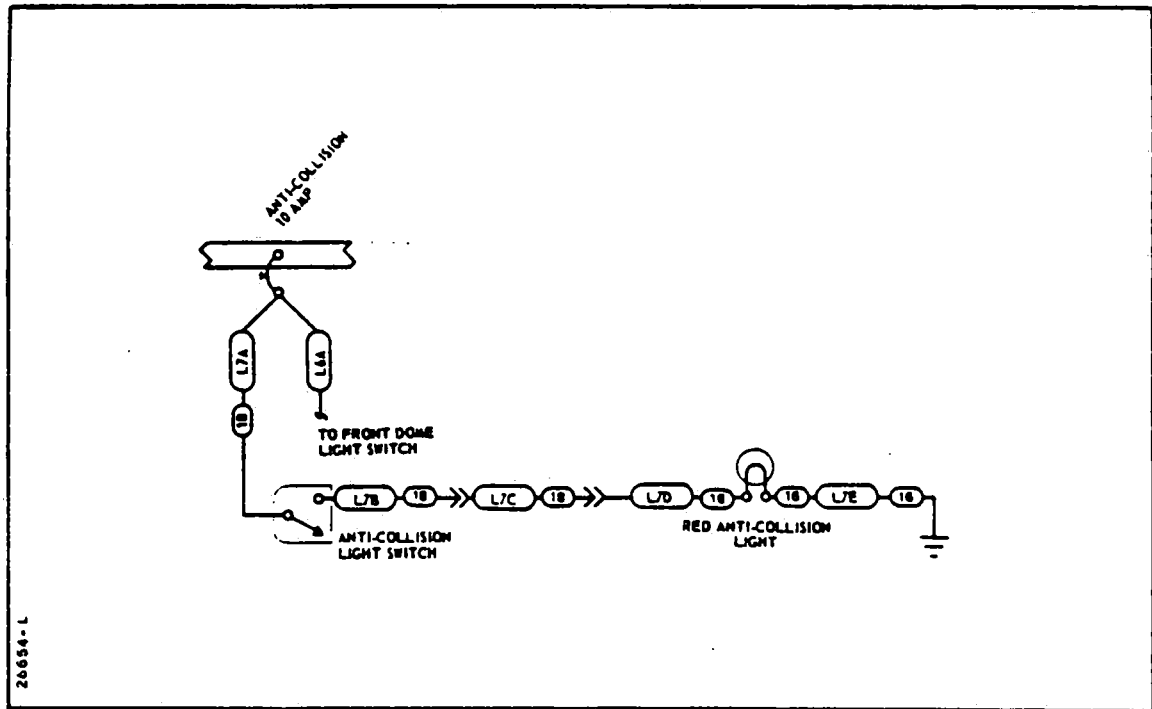 ANTI-COLLISION
10 AMP
L7A
L6A
18
TO FRONT DOME
LIGHT SWITCH
L7B
18
L7C
18
L7D
16
16
L7E
16
ANTI-COLLISION
LIGHT SWITCH
RED ANTI-COLLISION
LIGHT
26654-L